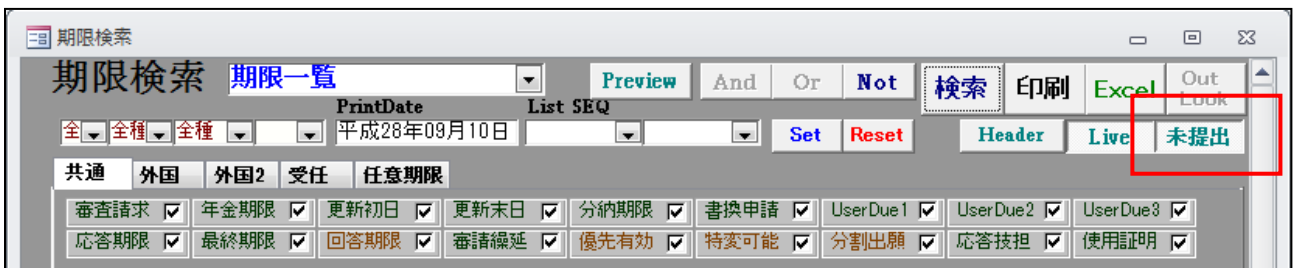 期限検索
期限検索 期限一覧 Preview And Or Not 検索 印刷 Excel Out Look
PrintDate List SEQ
全 全種 全種 平成28年09月10日 Set Reset Header Live 未提出
共通 外国 外国2 受任 任意期限
審査請求 年金期限 更新初日 更新末日 分納期限 書換申請 UserDue1 UserDue2 UserDue3
応答期限 最終期限 回答期限 審請繰延 優先有効 特変可能 分割出願 応答技担 使用証明